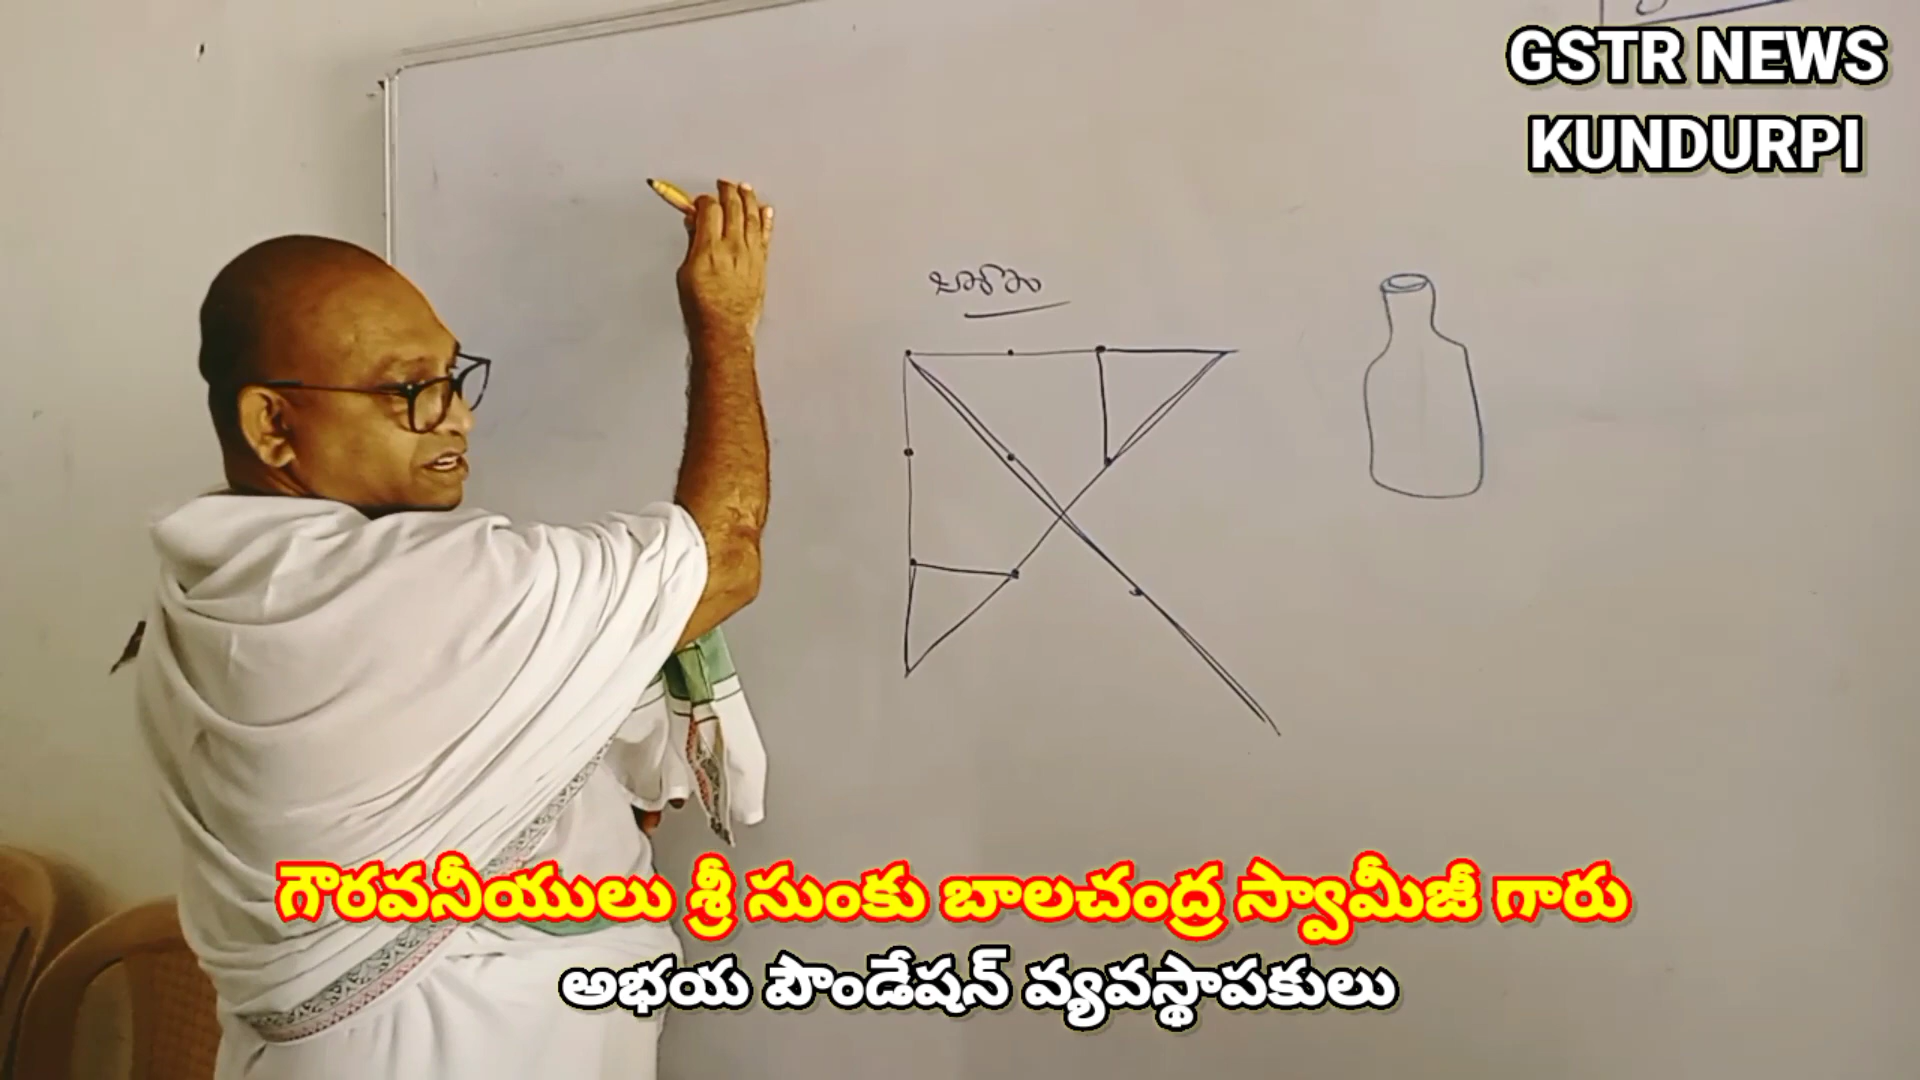 GSTR NEWS
KUNDURPI
గౌరవనీయులు శ్రీ సుంకు బాలచంద్ర స్వామీజీ గారు
అభయ పౌండేషన్ వ్యవస్థాపకులు